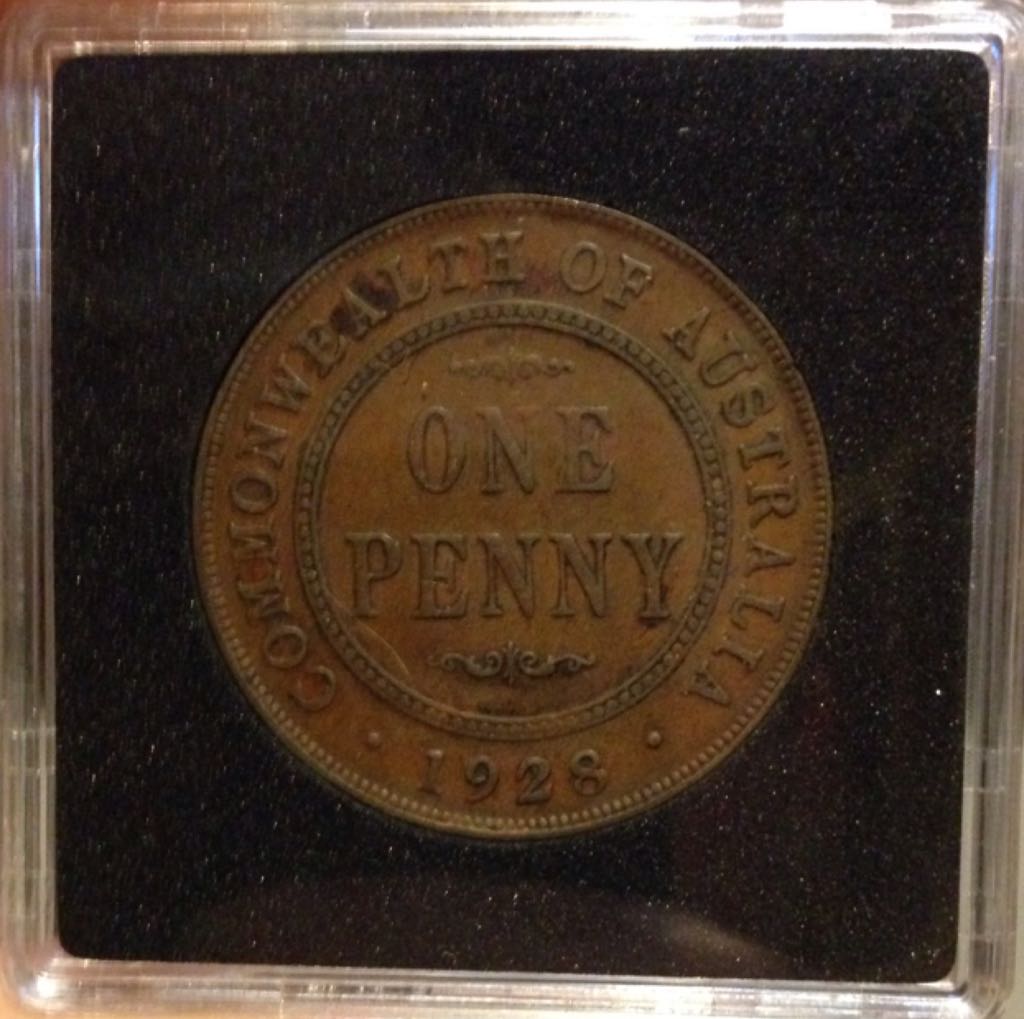 COMMONWEALTH OF AUSTRALIA
ONE
PENNY
· 1928 ·